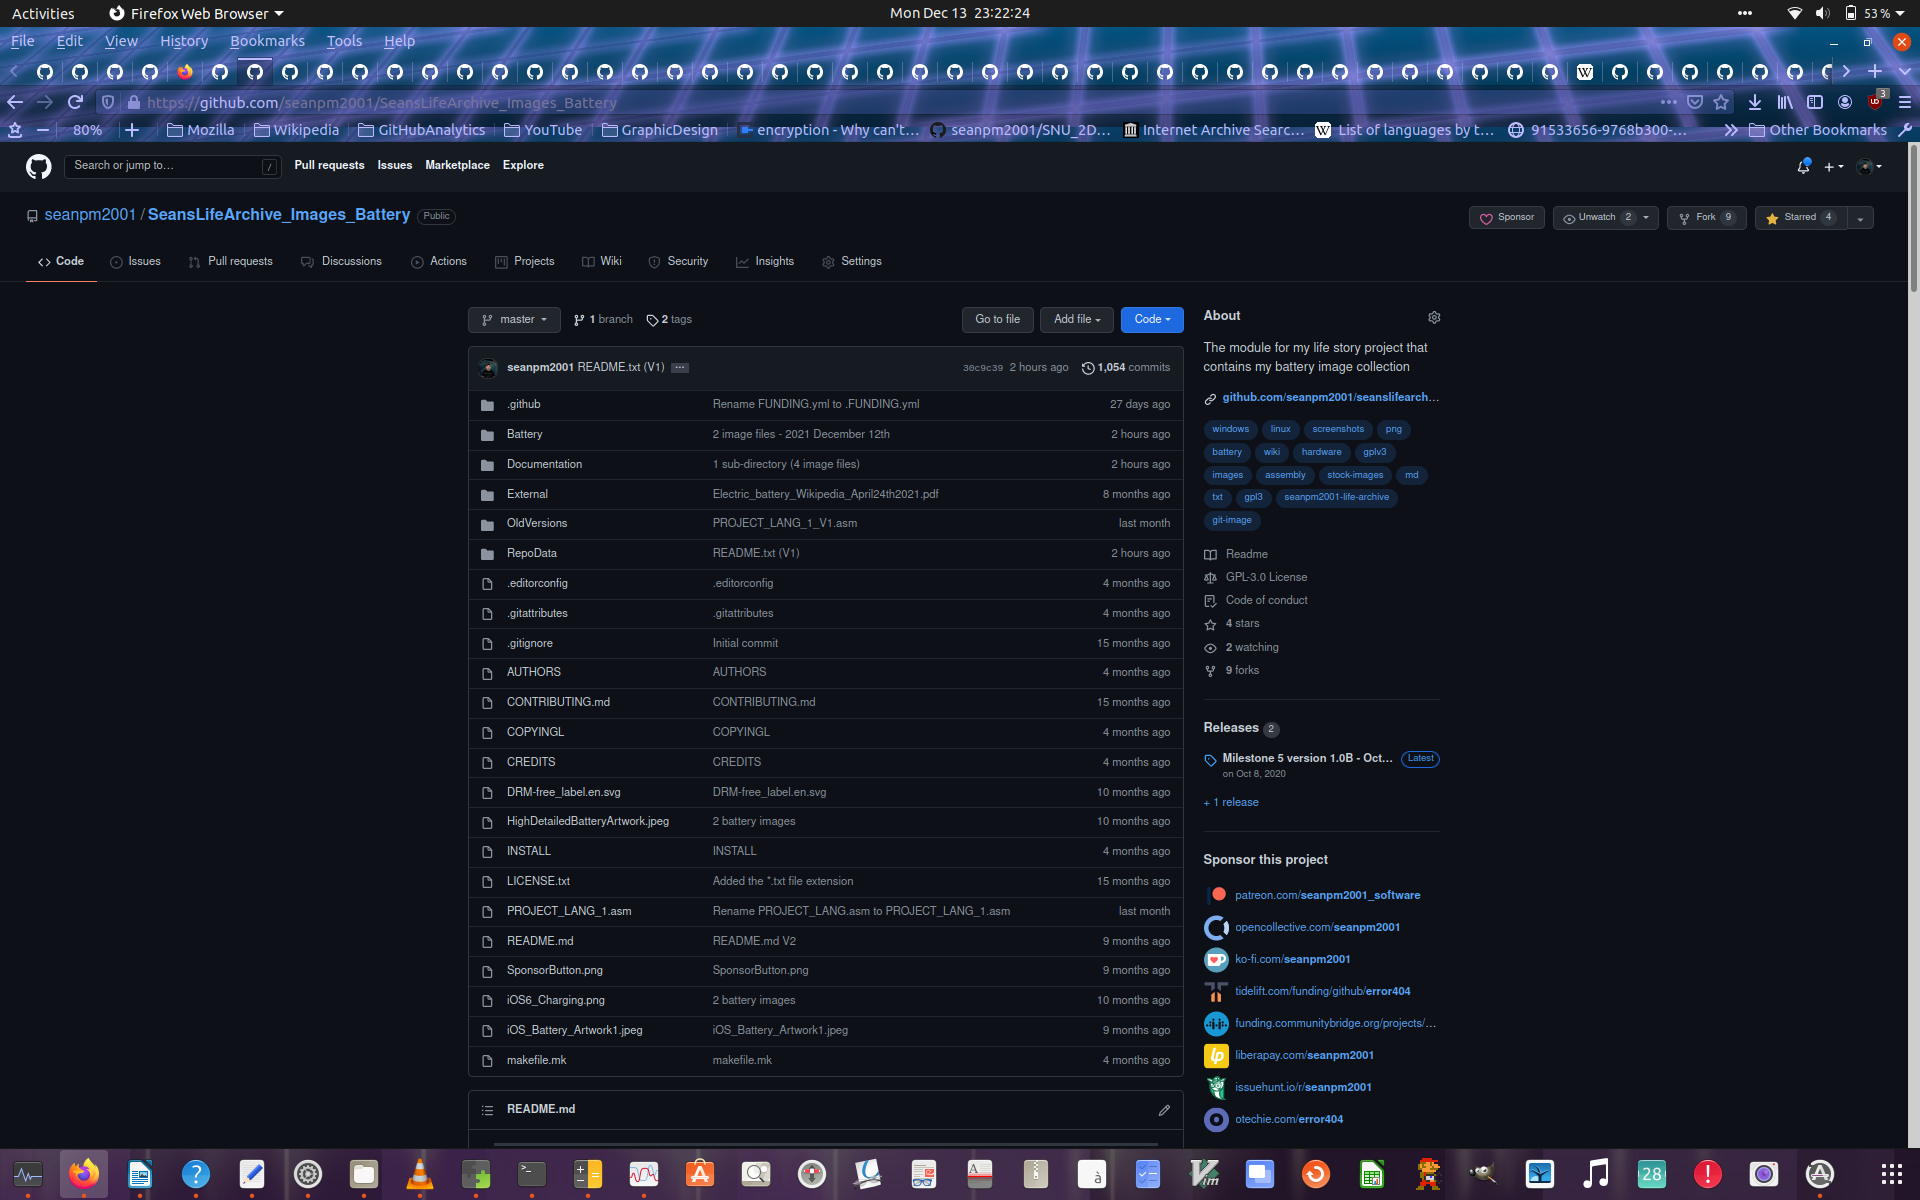 Activities
Firefox Web Browser
Mon Dec 13 23:22:24
53 %
File Edit View History Bookmarks Tools Help
https://github.com/seanpm2001/SeansLifeArchive_Images_Battery
3
80%
Mozilla
Wikipedia
GitHubAnalytics
YouTube
GraphicDesign
encryption - Why can't…
seanpm2001/SNU_2D…
Internet Archive Searc…
List of languages by t…
91533656-9768b300-…
Other Bookmarks
Search or jump to…
/
Pull requests Issues Marketplace Explore
seanpm2001 / SeansLifeArchive_Images_Battery Public
Sponsor
Unwatch 2
Fork 9
Starred 4
Code
Issues
Pull requests
Discussions
Actions
Projects
Wiki
Security
Insights
Settings
master
1 branch
2 tags
Go to file
Add file
Code
seanpm2001 README.txt (V1) ...
30c9c39 2 hours ago
1,054 commits
.github Rename FUNDING.yml to .FUNDING.yml 27 days ago
Battery 2 image files - 2021 December 12th 2 hours ago
Documentation 1 sub-directory (4 image files) 2 hours ago
External Electric_battery_Wikipedia_April24th2021.pdf 8 months ago
OldVersions PROJECT_LANG_1_V1.asm last month
RepoData README.txt (V1) 2 hours ago
.editorconfig .editorconfig 4 months ago
.gitattributes .gitattributes 4 months ago
.gitignore Initial commit 15 months ago
AUTHORS AUTHORS 4 months ago
CONTRIBUTING.md CONTRIBUTING.md 15 months ago
COPYINGL COPYINGL 4 months ago
CREDITS CREDITS 4 months ago
DRM-free_label.en.svg DRM-free_label.en.svg 10 months ago
HighDetailedBatteryArtwork.jpeg 2 battery images 10 months ago
INSTALL INSTALL 4 months ago
LICENSE.txt Added the *.txt file extension 15 months ago
PROJECT_LANG_1.asm Rename PROJECT_LANG.asm to PROJECT_LANG_1.asm last month
README.md README.md V2 9 months ago
SponsorButton.png SponsorButton.png 9 months ago
iOS6_Charging.png 2 battery images 10 months ago
iOS_Battery_Artwork1.jpeg iOS_Battery_Artwork1.jpeg 9 months ago
makefile.mk makefile.mk 4 months ago
README.md
About
The module for my life story project that
contains my battery image collection
github.com/seanpm2001/seanslifearch…
windows linux screenshots png
battery wiki hardware gplv3
images assembly stock-images md
txt gpl3 seanpm2001-life-archive
git-image
Readme
GPL-3.0 License
Code of conduct
4 stars
2 watching
9 forks
Releases 2
Milestone 5 version 1.0B - Oct… Latest
on Oct 8, 2020
+ 1 release
Sponsor this project
patreon.com/seanpm2001_software
opencollective.com/seanpm2001
ko-fi.com/seanpm2001
tidelift.com/funding/github/error404
funding.communitybridge.org/projects/…
liberapay.com/seanpm2001
issuehunt.io/r/seanpm2001
otechie.com/error404
28